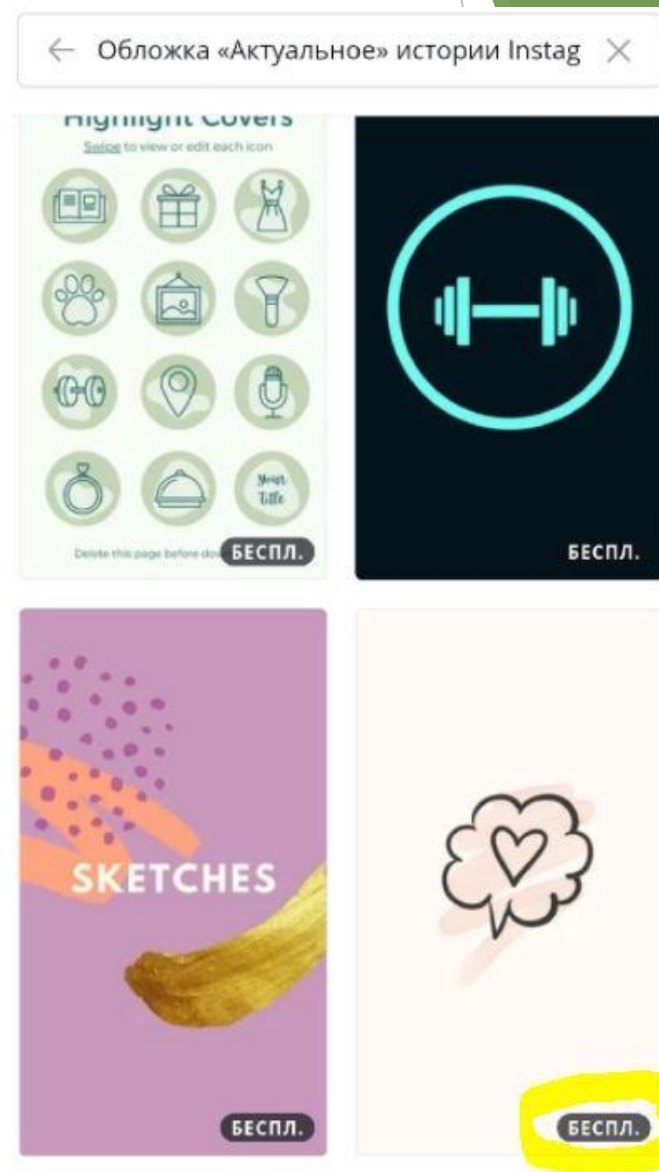 Обложка «Актуальное» истории Instag
Highlight Covers
Swipe to view or edit each icon
Your
Title
Delete this page before dow
БЕСПЛ.
БЕСПЛ.
SKETCHES
БЕСПЛ.
БЕСПЛ.